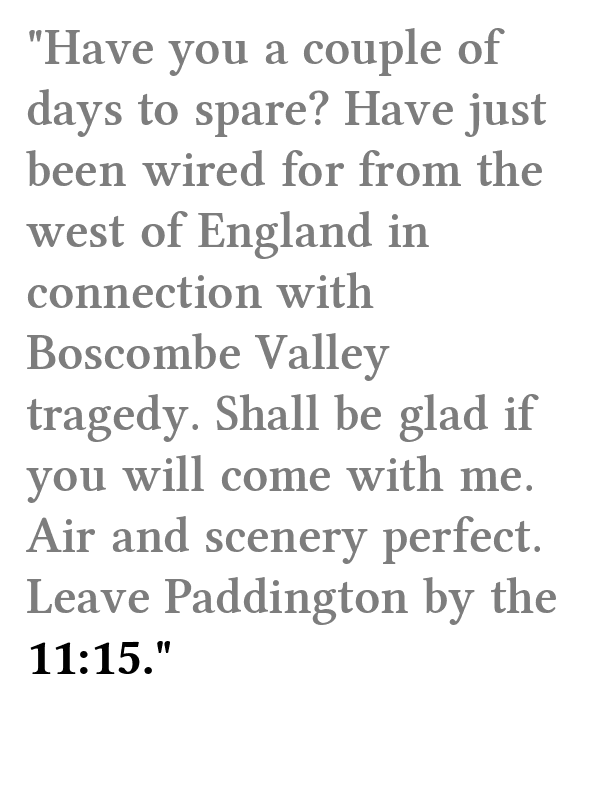 "Have you a couple of
days to spare? Have just
been wired for from the
west of England in
connection with
Boscombe Valley
tragedy. Shall be glad if
you will come with me.
Air and scenery perfect.
Leave Paddington by the
11:15."